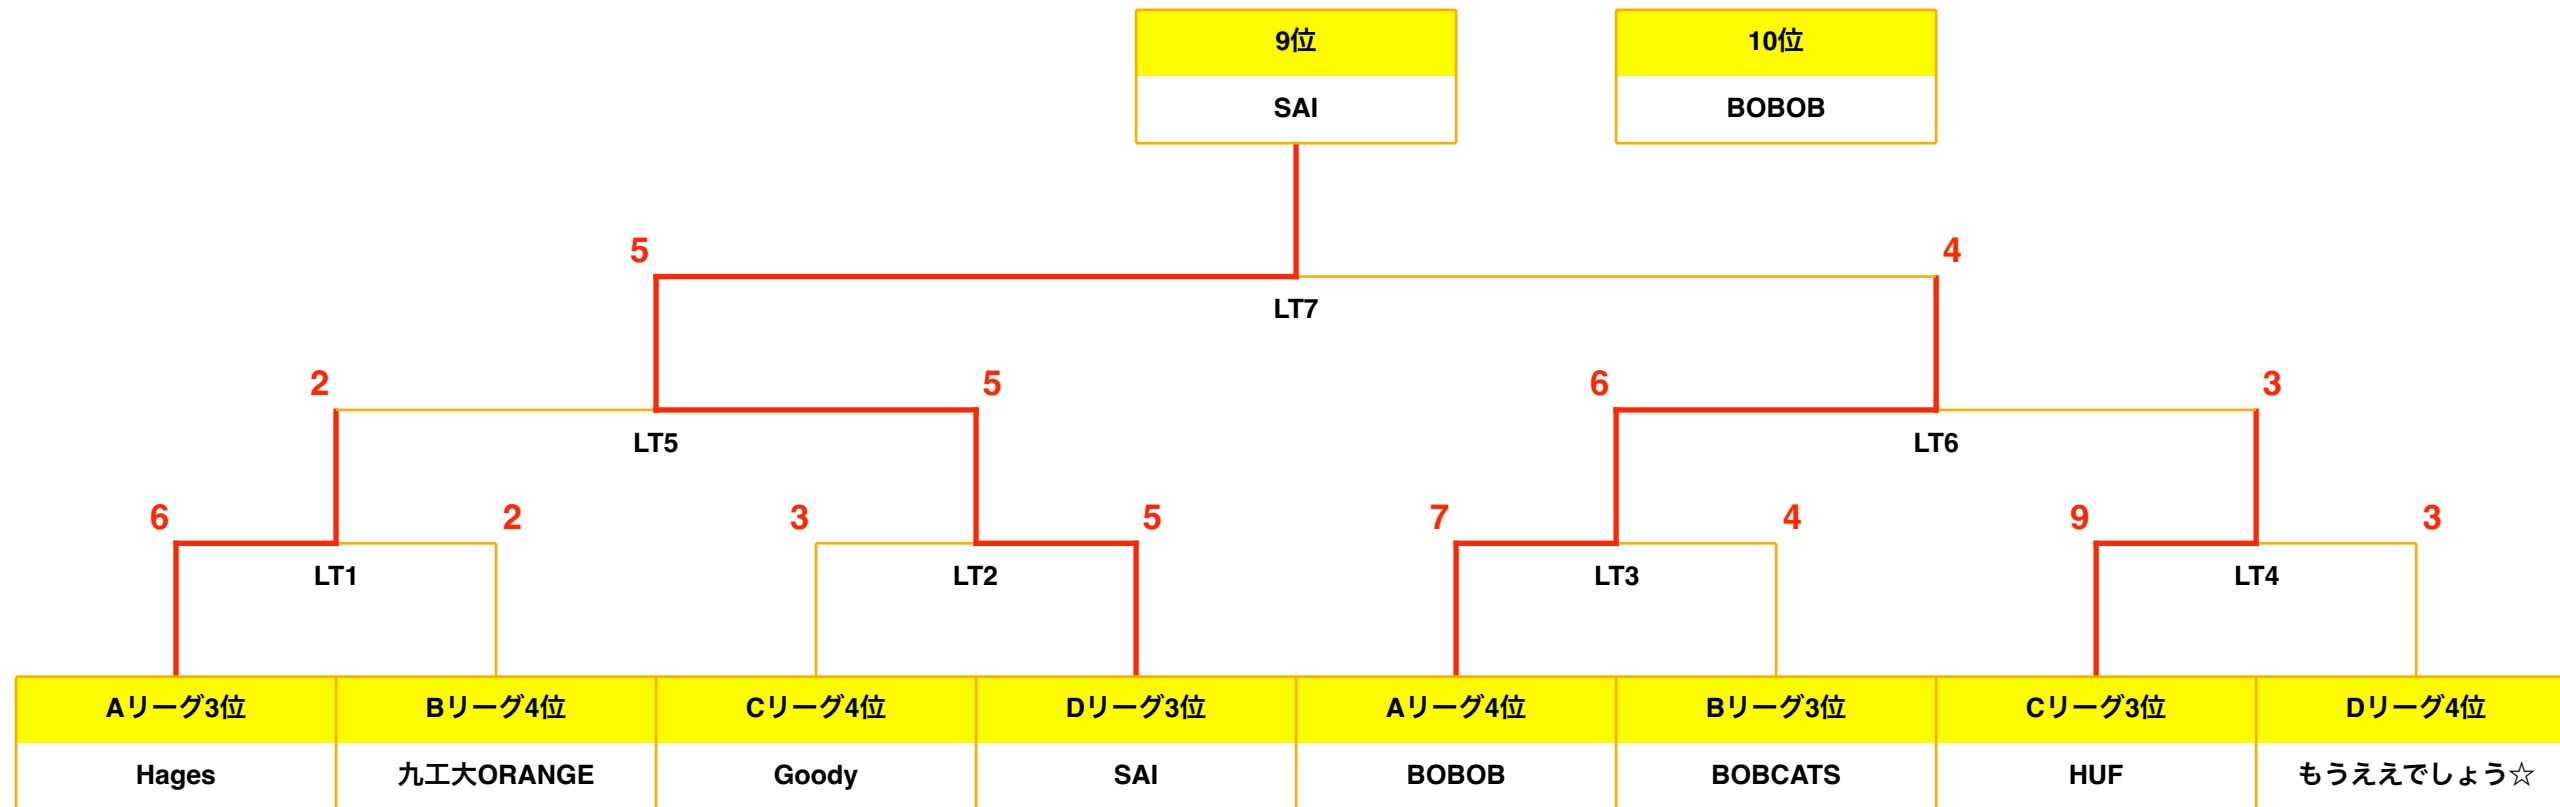 9位 10位
SAI BOBOB
5 4
LT7
2 5 6 3
LT5 LT6
6 2 3 5 7 4 9 3
LT1 LT2 LT3 LT4
Aリーグ3位 Bリーグ4位 Cリーグ4位 Dリーグ3位 Aリーグ4位 Bリーグ3位 Cリーグ3位 Dリーグ4位
Hages 九工大ORANGE Goody SAI BOBOB BOBCATS HUF もうええでしょう☆